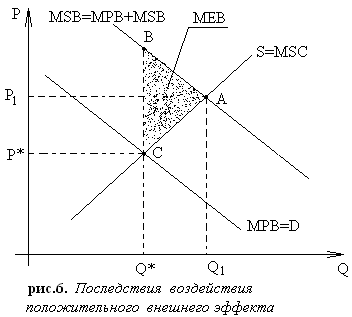 P
MSB=MPB+MSB
MEB
B
S=MSC
P1
A
P*
C
MPB=D
Q*
Q1
Q
рис.6. Последствия воздействия
положительного внешнего эффекта